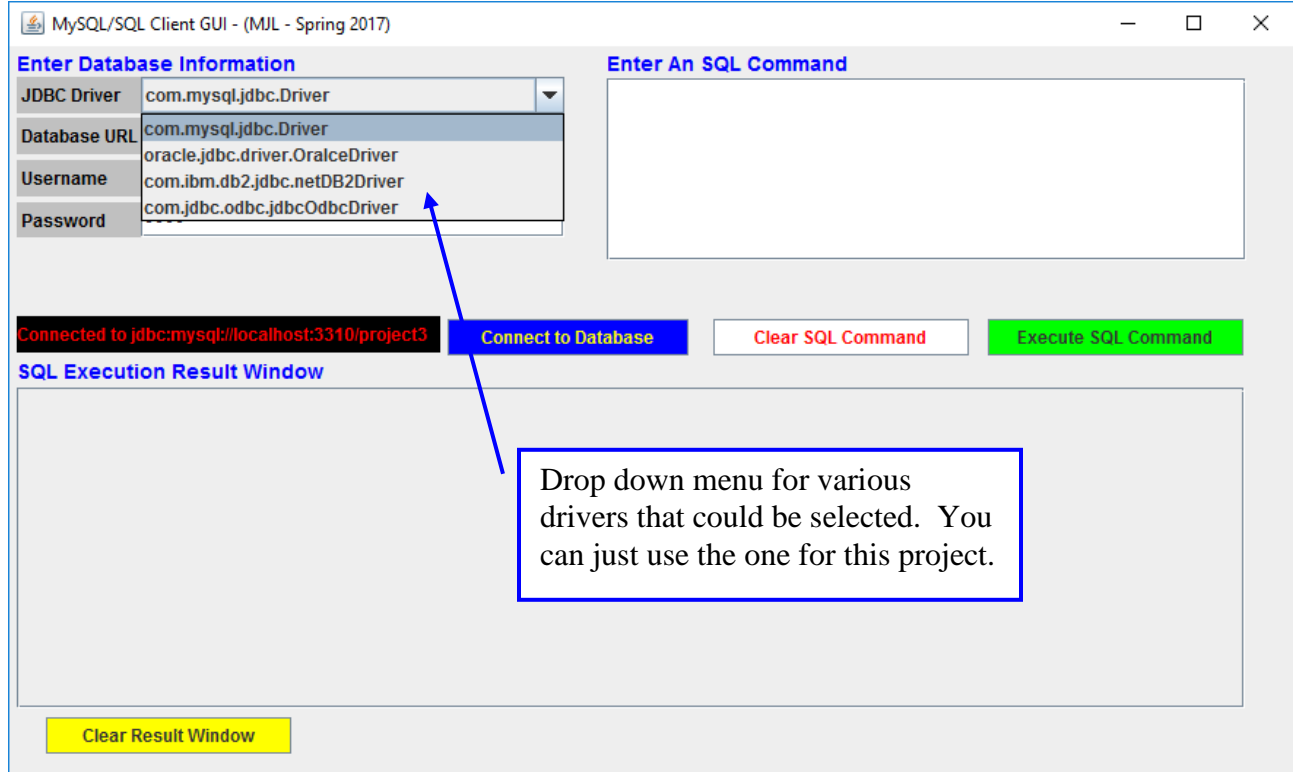 MySQL/SQL Client GUI - (MJL - Spring 2017)
Enter Database Information
Enter An SQL Command
JDBC Driver
com.mysql.jdbc.Driver
Database URL
com.mysql.jdbc.Driver
oracle.jdbc.driver.OralceDriver
Username
com.ibm.db2.jdbc.netDB2Driver
com.jdbc.odbc.jdbcOdbcDriver
Password
Connected to jdbc:mysql://localhost:3310/project3
Connect to Database
Clear SQL Command
Execute SQL Command
SQL Execution Result Window
Drop down menu for various
drivers that could be selected. You
can just use the one for this project.
Clear Result Window